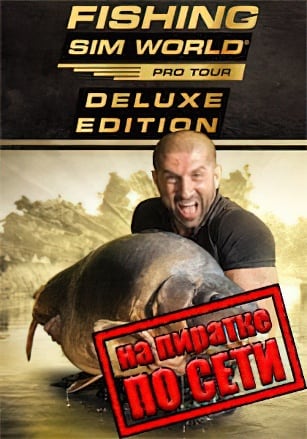 FISHING
SIM WORLD®
PRO TOUR
DELUXE
EDITION
на пиратке
ПО СЕТИ